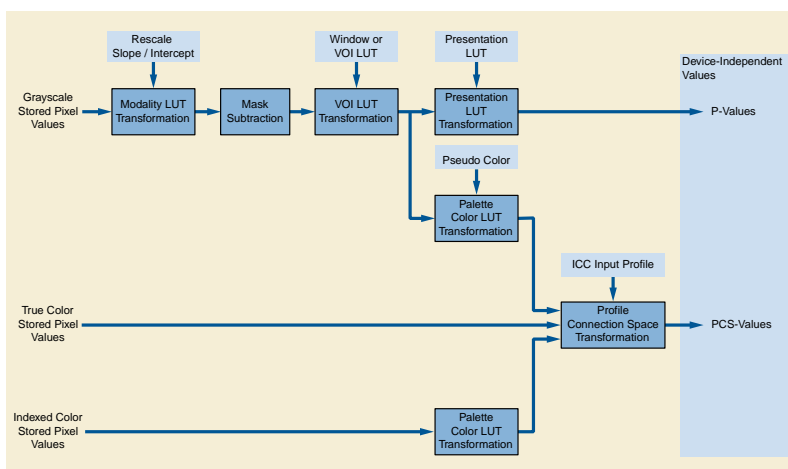 Rescale
Slope / Intercept
Window or
VOI LUT
Presentation
LUT
Device-Independent
Values
Grayscale
Stored Pixel
Values
Modality LUT
Transformation
Mask
Subtraction
VOI LUT
Transformation
Presentation
LUT
Transformation
P-Values
Pseudo Color
Palette
Color LUT
Transformation
ICC Input Profile
True Color
Stored Pixel
Values
Profile
Connection Space
Transformation
PCS-Values
Indexed Color
Stored Pixel
Values
Palette
Color LUT
Transformation